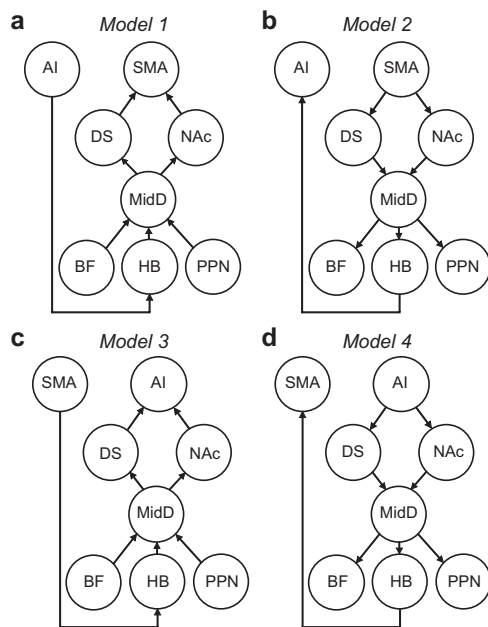 a Model 1
AI SMA
DS NAc
MidD
BF HB PPN
b Model 2
AI SMA
DS NAc
MidD
BF HB PPN
c Model 3
SMA AI
DS NAc
MidD
BF HB PPN
d Model 4
SMA AI
DS NAc
MidD
BF HB PPN